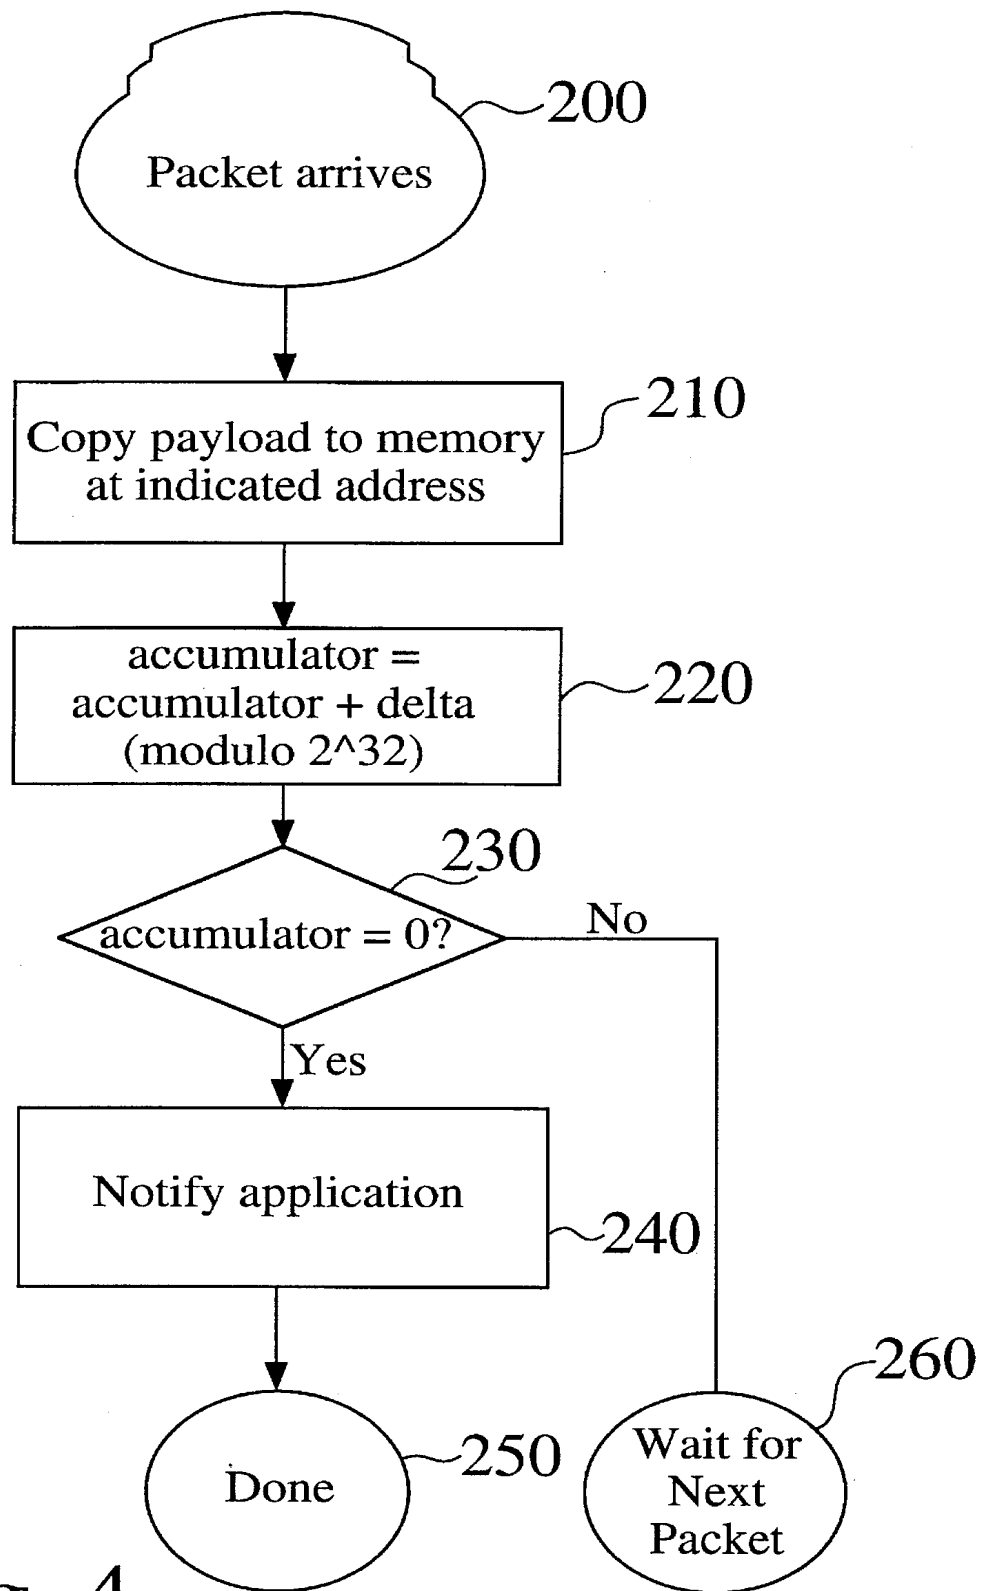 200
Packet arrives
210
Copy payload to memory
at indicated address
accumulator =
accumulator + delta
(modulo 2^32)
220
230
accumulator = 0?
No
Yes
Notify application
240
260
250
Done
Wait for
Next
Packet
4